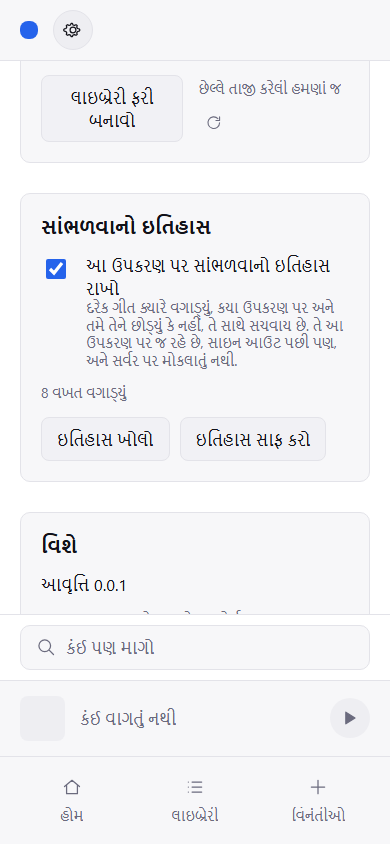 લાઇબ્રેરી ફરી
બનાવો
છેલ્લે તાજી કરેલી હમણાં જ
સાંભળવાનો ઇતિહાસ
આ ઉપકરણ પર સાંભળવાનો ઇતિહાસ
રાખો
દરેક ગીત ક્યારે વગાડ્યું, કયા ઉપકરણ પર અને
તમે તેને છોડ્યું કે નહીં, તે સાથે સચવાય છે. તે આ
ઉપકરણ પર જ રહે છે, સાઇન આઉટ પછી પણ,
અને સર્વર પર મોકલાતું નથી.
8 વખત વગાડ્યું
ઇતિહાસ ખોલો
ઇતિહાસ સાફ કરો
વિશે
આવૃત્તિ 0.0.1
કંઈ પણ માગો
કંઈ વાગતું નથી
હોમ
લાઇબ્રેરી
વિનંતીઓ